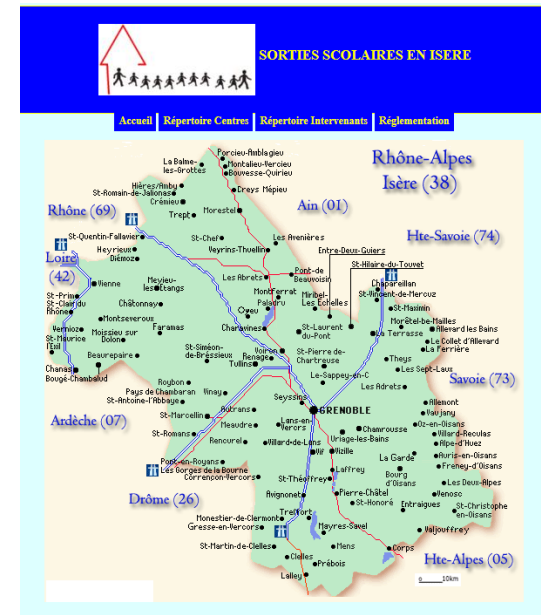 SORTIES SCOLAIRES EN ISERE
Accueil Répertoire Centres Répertoire Intervenants Réglementation
Rhône-Alpes
Isère (38)
Porcieu-Amblagieu
La Balme-
les-Grottes
Montalieu-Vercieu
Bouvesse-Quirieu
Hières/Amby
Creys Mépieu
St-Romain-de-Jalionas
Crémieu
Ain (01)
Rhône (69)
Trept
Morestel
St-Quentin-Fallavier
St-Chef
Les Avenières
Hte-Savoie (74)
Heyrieux
Veyrins-Thuellin
Entre-Deux-Guiers
Diémoz
Loire
(42)
St-Hilaire-du-Touvet
Les Abrets
Pont-de
Beauvoisin
Chapareillan
Vienne
Meyrieu-
les-Etangs
Montferrat
Miribel-
Les Echelles
St-Vincent-de-Mercuz
St-Prim
St-Clair/du
Rhône
Châtonnay
Paladru
St-Maximin
Oyeu
Montseveroux
Charavines
St-Laurent
du-Pont
Morêtel-be-Mailles
Vernioz
Moissieu sur
Dolon
Faramas
La Terrasse
Allevard les Bains
St-Maurice
l'Exil
Le Collet d'Allevard
La Ferrière
Beaurepaire
St-Siméon-
de-Bréssieux
Voiron
Renage
St-Pierre-de-
Chartreuse
Theys
Tullins
Chanas
Bougé-Chambalud
Les Sept-Laux
Le-Sappey-en-C
Savoie (73)
Roybon
Les Adrets
Pays de Chambaran
Vinay
St-Antoine-l'Abbaye
Seyssins
Allemont
Vaujany
Ardèche (07)
St-Marcellin
Autrans
GRENOBLE
Oz-en-Oisans
Meaudre
Lans-en-
Vercors
Chamrousse
St-Romans
Villard-Reculas
Uriage-les-Bains
Rencurel
Villard-de-Lans
Alpe-d'Huez
Vif
Vizille
Auris-en-Oisans
La Garde
Pont-en-Royans
Freney-d'Oisans
Les Gorges de la Bourne
Laffrey
Bourg
d'Oisans
Corrençon-Vercors
St-Théoffrey
Les Deux-Alpes
Drôme (26)
Avignonet
Pierre-Châtel
Venosc
St-Honoré
Entraigues
St-Christophe
en-Oisans
Treffort
Monestier-de-Clermont
Gresse-en-Vercors
Mayres-Savel
Valjouffrey
St-Martin-de-Clelles
Mens
Corps
Clelles
Prébois
Hte-Alpes (05)
Lalley
0 10km